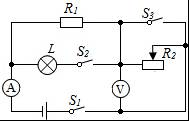 R₁ S₃
L S₂ R₂
A V
S₁